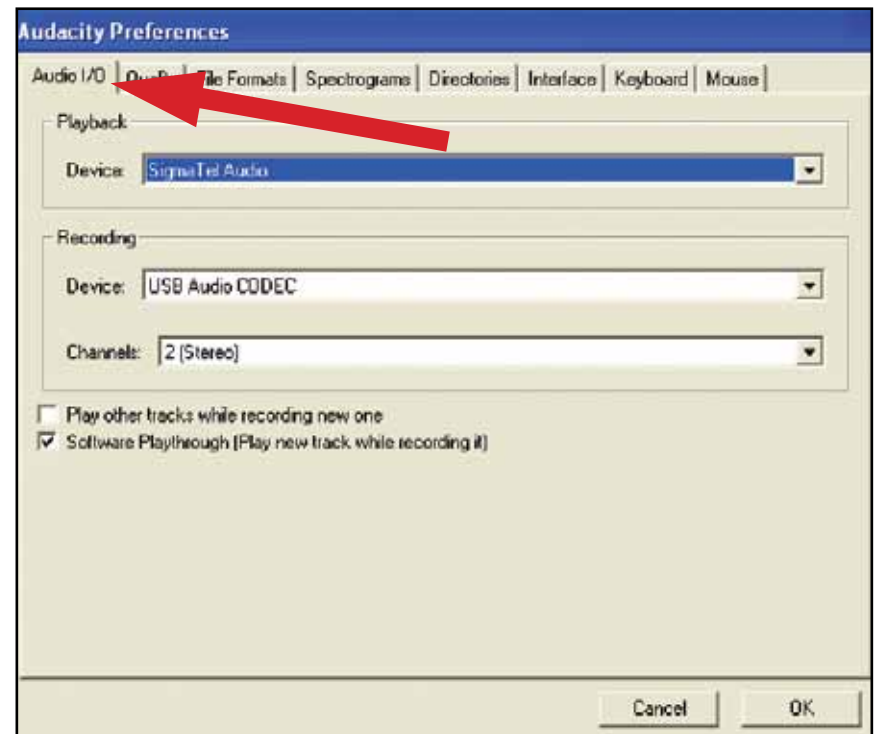 Audacity Preferences
Audio I/O File Formats Spectrograms Directories Interface Keyboard Mouse
Playback
Device: SigmaTel Audio
Recording
Device: USB Audio CODEC
Channels: 2 (Stereo)
Play other tracks while recording new one
Software Playthrough (Play new track while recording it)
Cancel OK